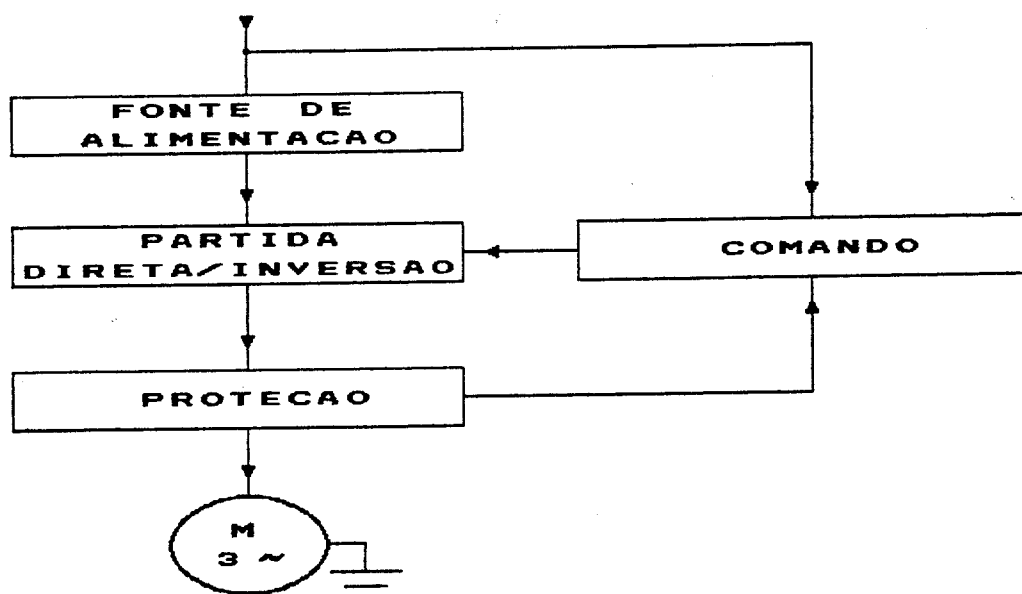 FONTE DE
ALIMENTACAO
PARTIDA
DIRETA/INVERSAO
COMANDO
PROTECAO
M
3 ~